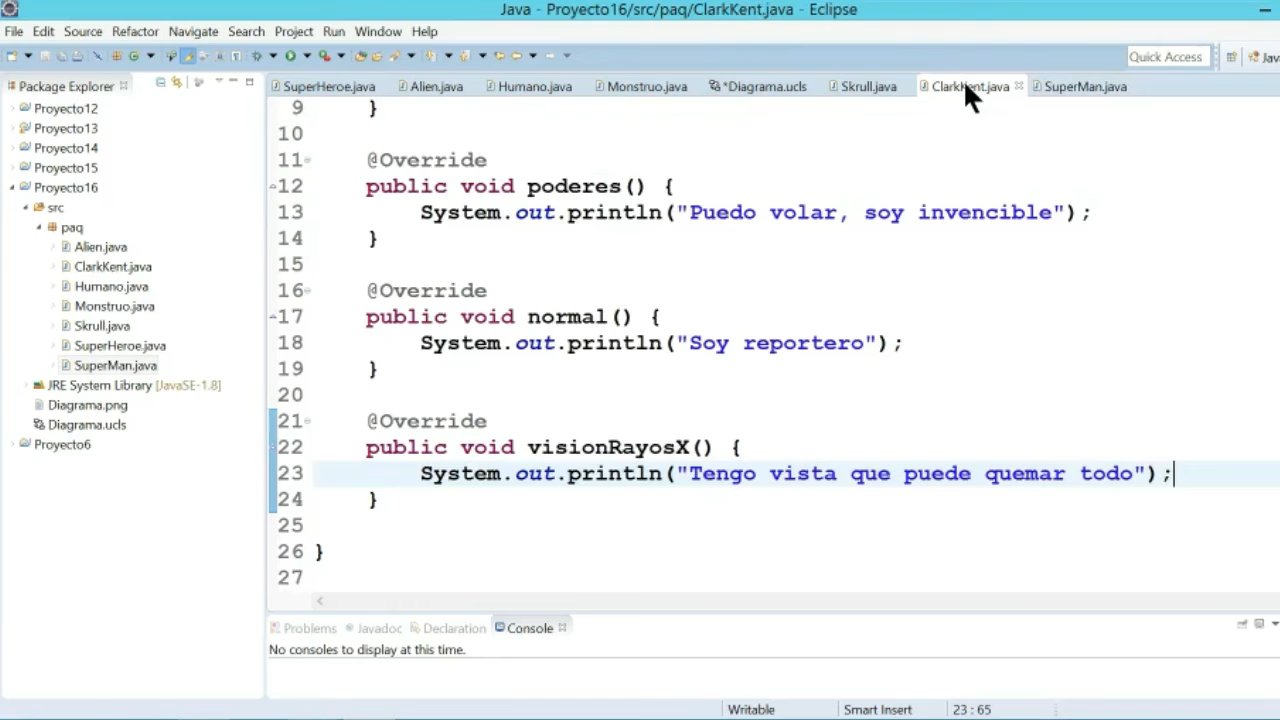 Java - Proyecto16/src/paq/ClarkKent.java - Eclipse
File Edit Source Refactor Navigate Search Project Run Window Help
Quick Access
Package Explorer
SuperHeroe.java Alien.java Humano.java Monstruo.java *Diagrama.ucls Skrull.java ClarkKent.java SuperMan.java
Proyecto12
Proyecto13
Proyecto14
Proyecto15
Proyecto16
src
paq
Alien.java
ClarkKent.java
Humano.java
Monstruo.java
Skrull.java
SuperHeroe.java
SuperMan.java
JRE System Library [JavaSE-1.8]
Diagrama.png
Diagrama.ucls
Proyecto6
9 }
10
11 @Override
12 public void poderes() {
13 System.out.println("Puedo volar, soy invencible");
14 }
15
16 @Override
17 public void normal() {
18 System.out.println("Soy reportero");
19 }
20
21 @Override
22 public void visionRayosX() {
23 System.out.println("Tengo vista que puede quemar todo");
24 }
25
26 }
27
Problems Javadoc Declaration Console
No consoles to display at this time.
Writable Smart Insert 23 : 65